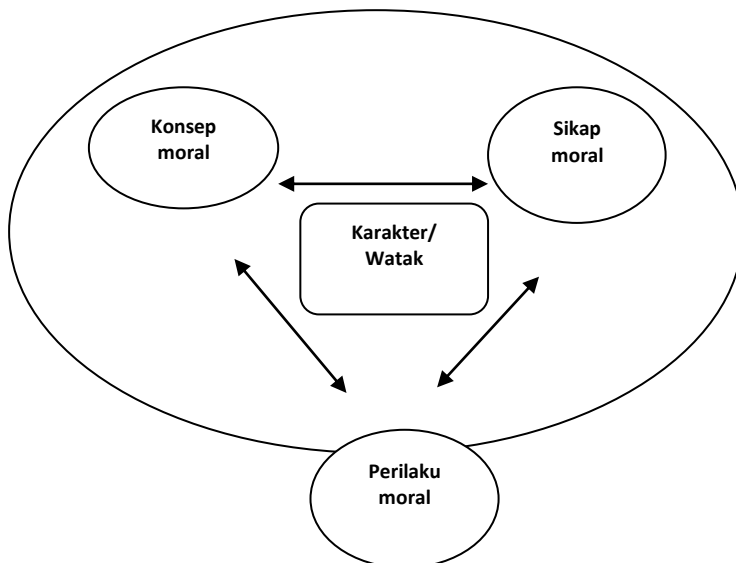 Konsep
moral
Sikap
moral
Karakter/
Watak
Perilaku
moral